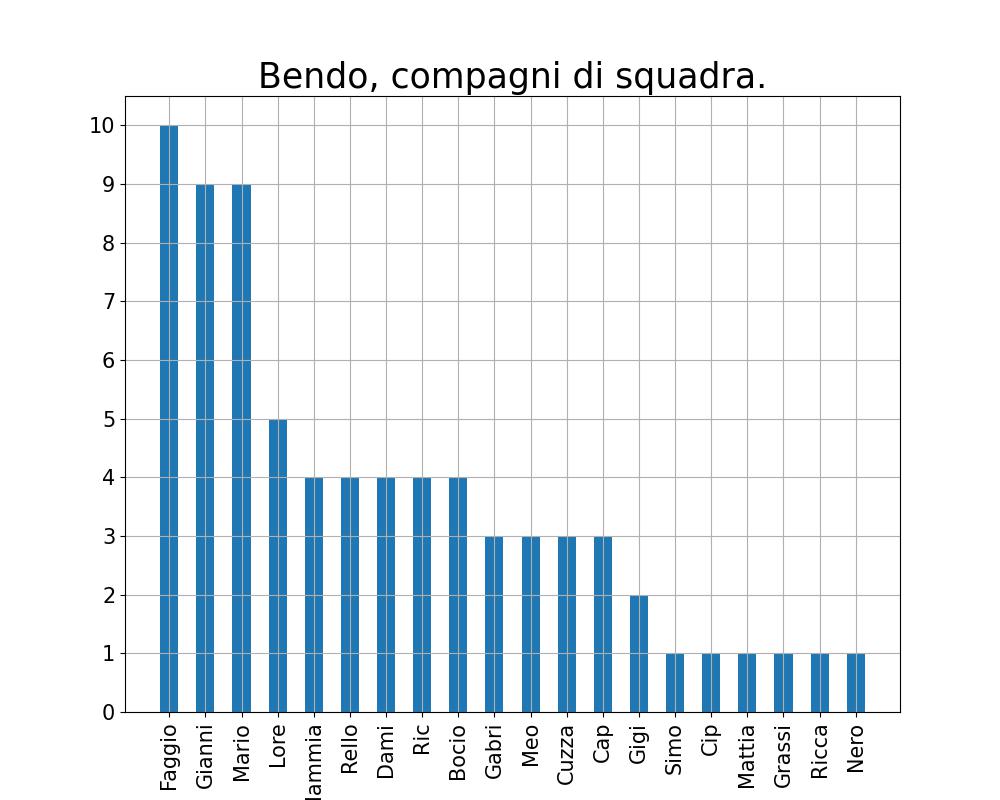 Bendo, compagni di squadra.
10
9
8
7
6
5
4
3
2
1
0
Faggio
Gianni
Mario
Lore
Rello
Dami
Ric
Bocio
Gabri
Meo
Cuzza
Cap
Gigi
Simo
Cip
Mattia
Grassi
Ricca
Nero